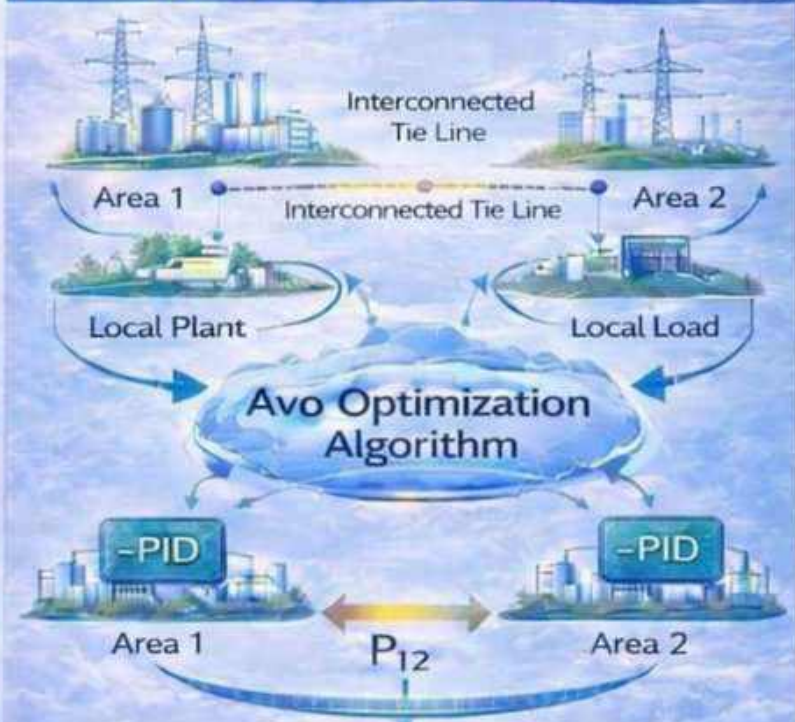 Interconnected
Tie Line
Area 1
Area 2
Interconnected Tie Line
Local Plant
Local Load
Avo Optimization
Algorithm
-PID
-PID
Area 1
P12
Area 2